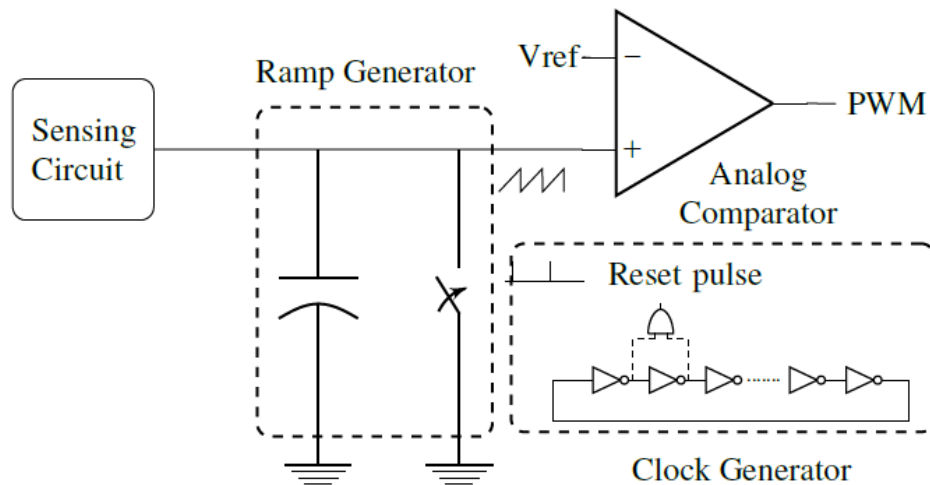 Vref
−
Ramp Generator
PWM
Sensing
Circuit
+
Analog
Comparator
Reset pulse
Clock Generator